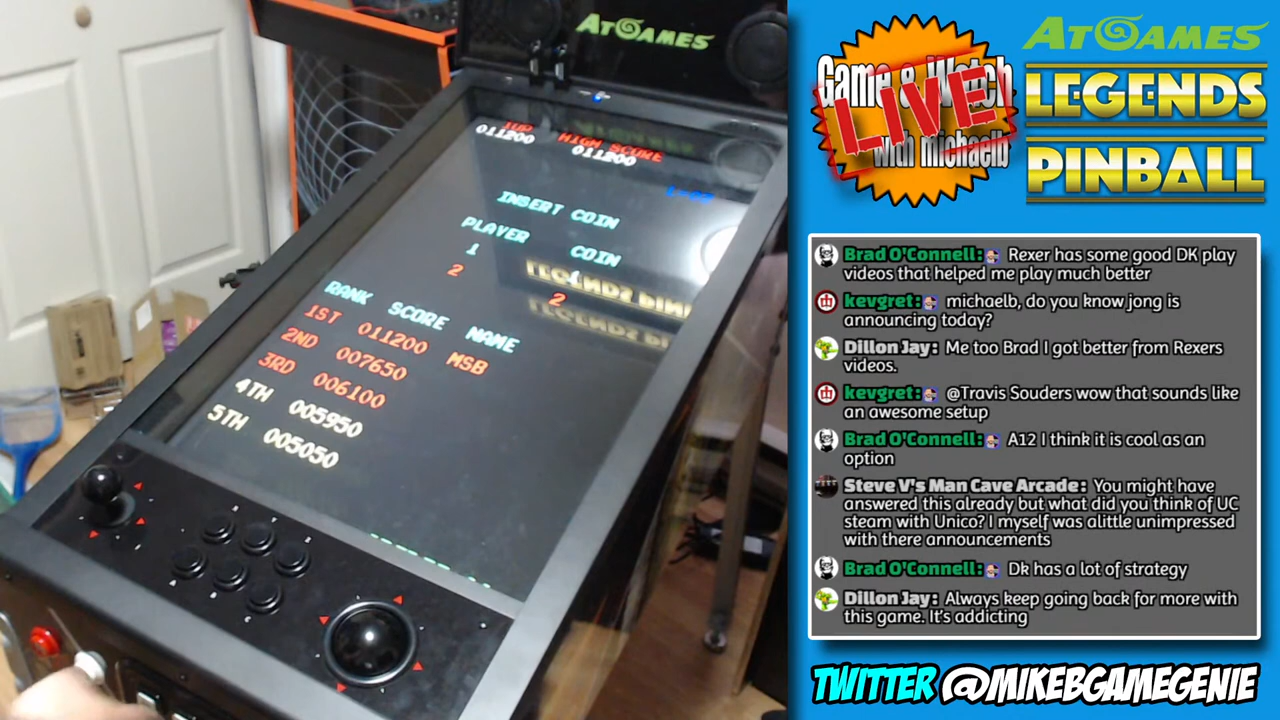 ATGAMES
1UP
HIGH SCORE
011200
011200
L=02
INSERT COIN
PLAYER COIN
1
2 2
RANK SCORE NAME
1ST 011200 MSB
2ND 007650
3RD 006100
4TH 005950
5TH 005050
Game & Watch
LIVE
with michaelb
ATGAMES
LEGENDS
PINBALL
Brad O'Connell: Rexer has some good DK play
videos that helped me play much better
kevgret: michaelb, do you know jong is
announcing today?
Dillon Jay: Me too Brad I got better from Rexers
videos.
kevgret: @Travis Souders wow that sounds like
an awesome setup
Brad O'Connell: A12 I think it is cool as an
option
Steve V's Man Cave Arcade: You might have
answered this already but what did you think of UC
steam with Unico? I myself was alittle unimpressed
with there announcements
Brad O'Connell: Dk has a lot of strategy
Dillon Jay: Always keep going back for more with
this game. It's addicting
TWITTER @MIKEBGAMEGENIE